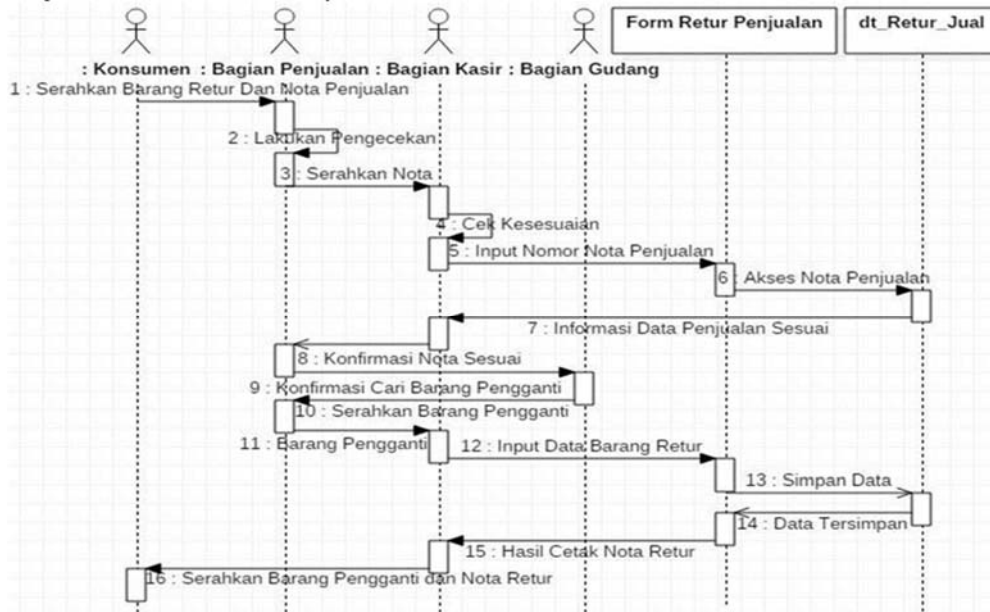 Form Retur Penjualan
dt_Retur_Jual
: Konsumen : Bagian Penjualan : Bagian Kasir : Bagian Gudang
1 : Serahkan Barang Retur Dan Nota Penjualan
2 : Lakukan Pengecekan
3 : Serahkan Nota
4 : Cek Kesesuaian
5 : Input Nomor Nota Penjualan
6 : Akses Nota Penjualan
7 : Informasi Data Penjualan Sesuai
8 : Konfirmasi Nota Sesuai
9 : Konfirmasi Cari Barang Pengganti
10 : Serahkan Barang Pengganti
11 : Barang Pengganti
12 : Input Data Barang Retur
13 : Simpan Data
14 : Data Tersimpan
15 : Hasil Cetak Nota Retur
16 : Serahkan Barang Pengganti dan Nota Retur